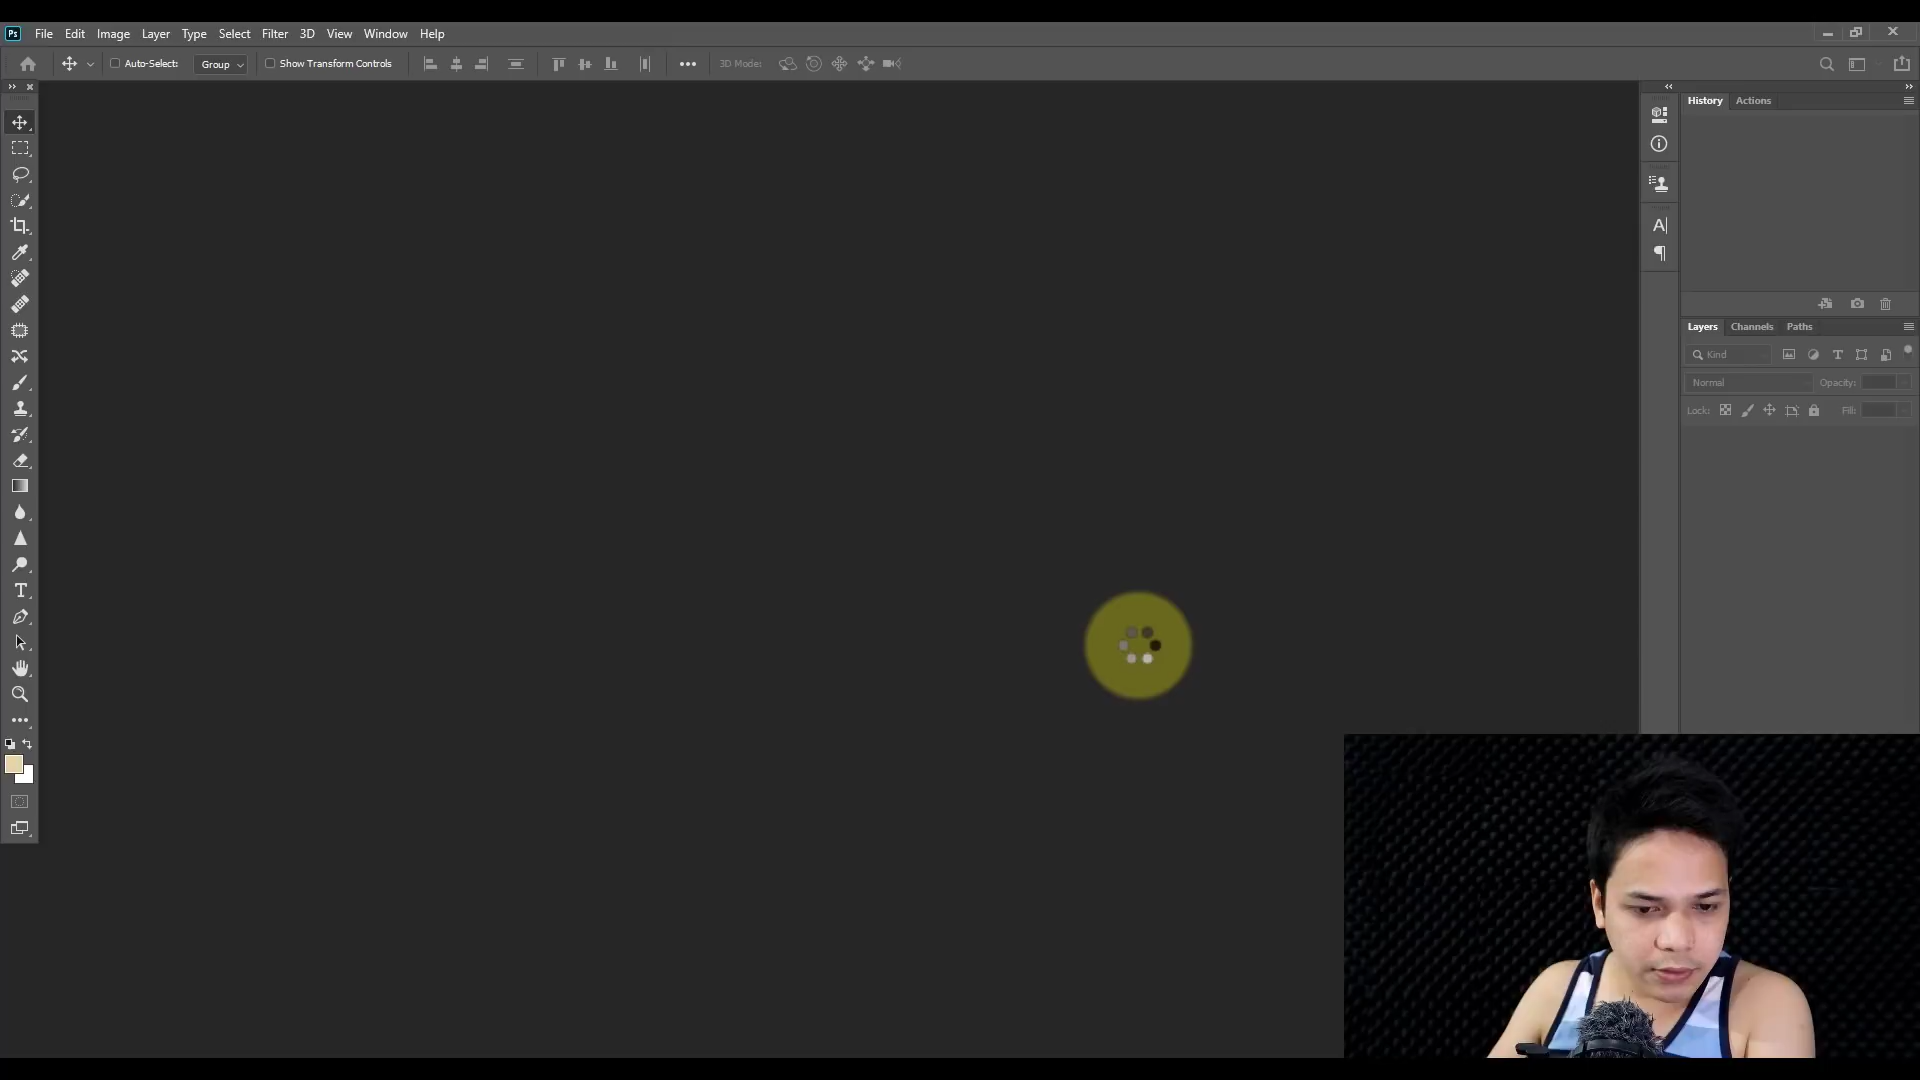 Ps File Edit Image Layer Type Select Filter 3D View Window Help
Auto-Select: Group Show Transform Controls 3D Mode:
History Actions
Layers Channels Paths
Kind
Normal Opacity:
Lock: Fill: